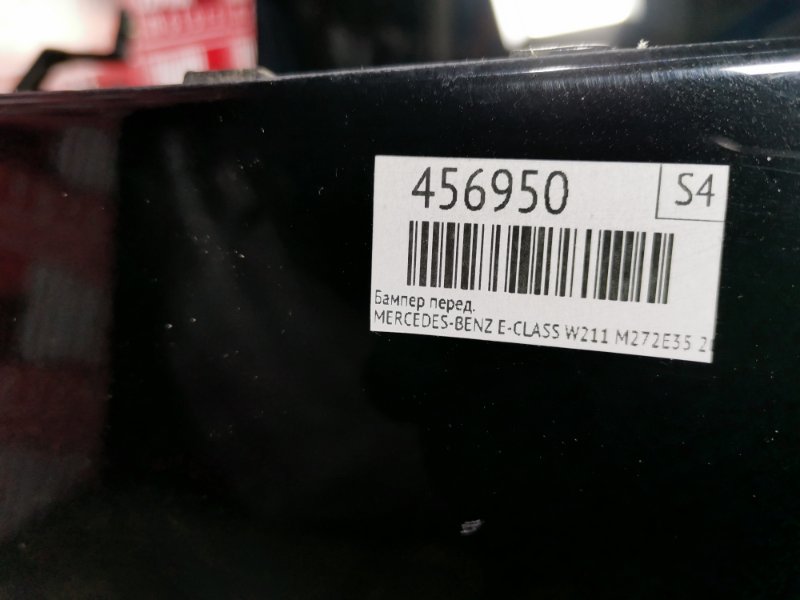 456950 S4
Бампер перед.
MERCEDES-BENZ E-CLASS W211 M272E35